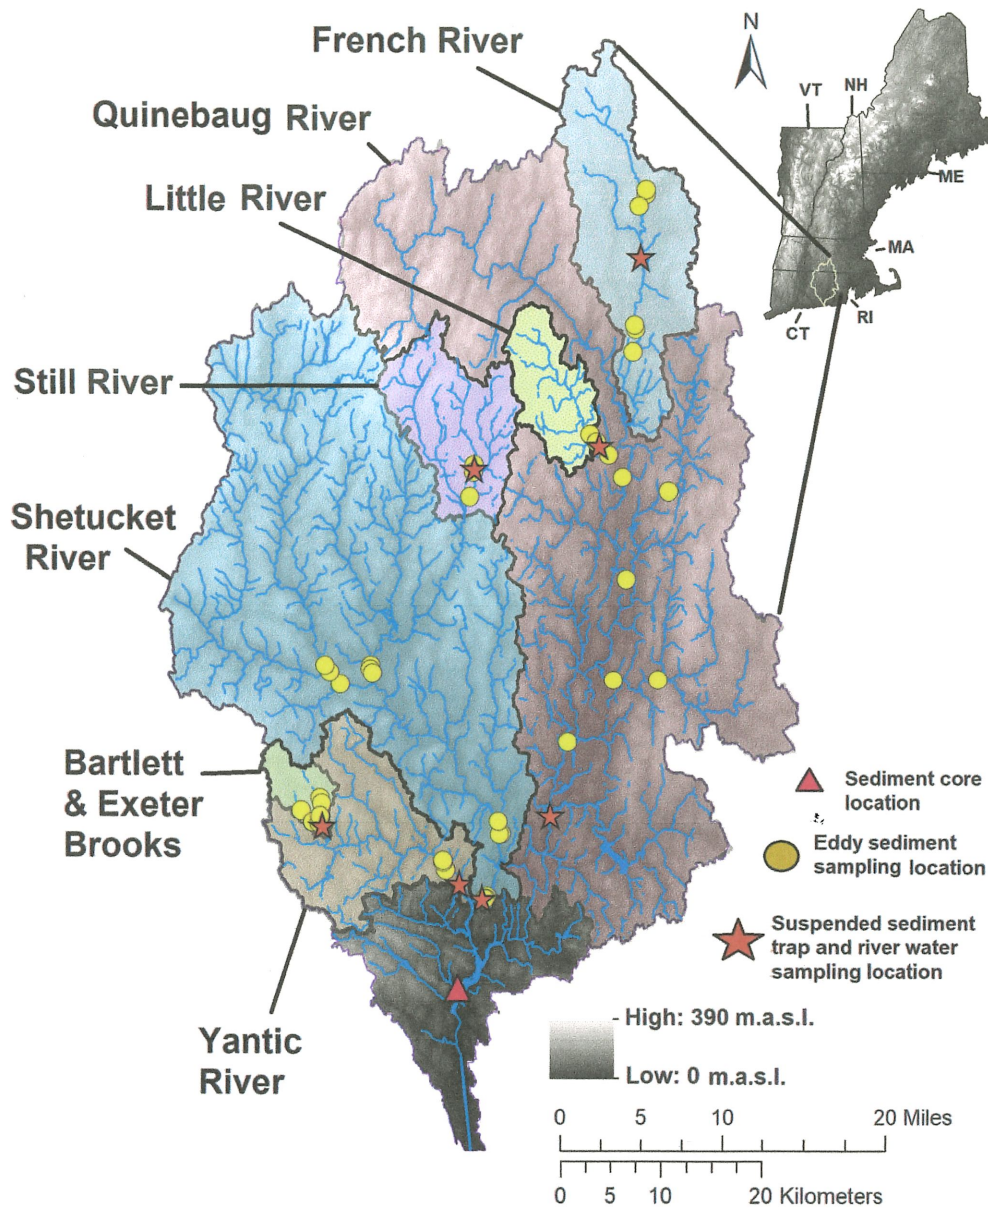 French River
Quinebaug River
Little River
Still River
Shetucket
River
Bartlett
& Exeter
Brooks
Yantic
River
N
VT
NH
ME
MA
RI
CT
Sediment core
location
Eddy sediment
sampling location
Suspended sediment
trap and river water
sampling location
High: 390 m.a.s.l.
Low: 0 m.a.s.l.
0 5 10 20 Miles
0 5 10 20 Kilometers